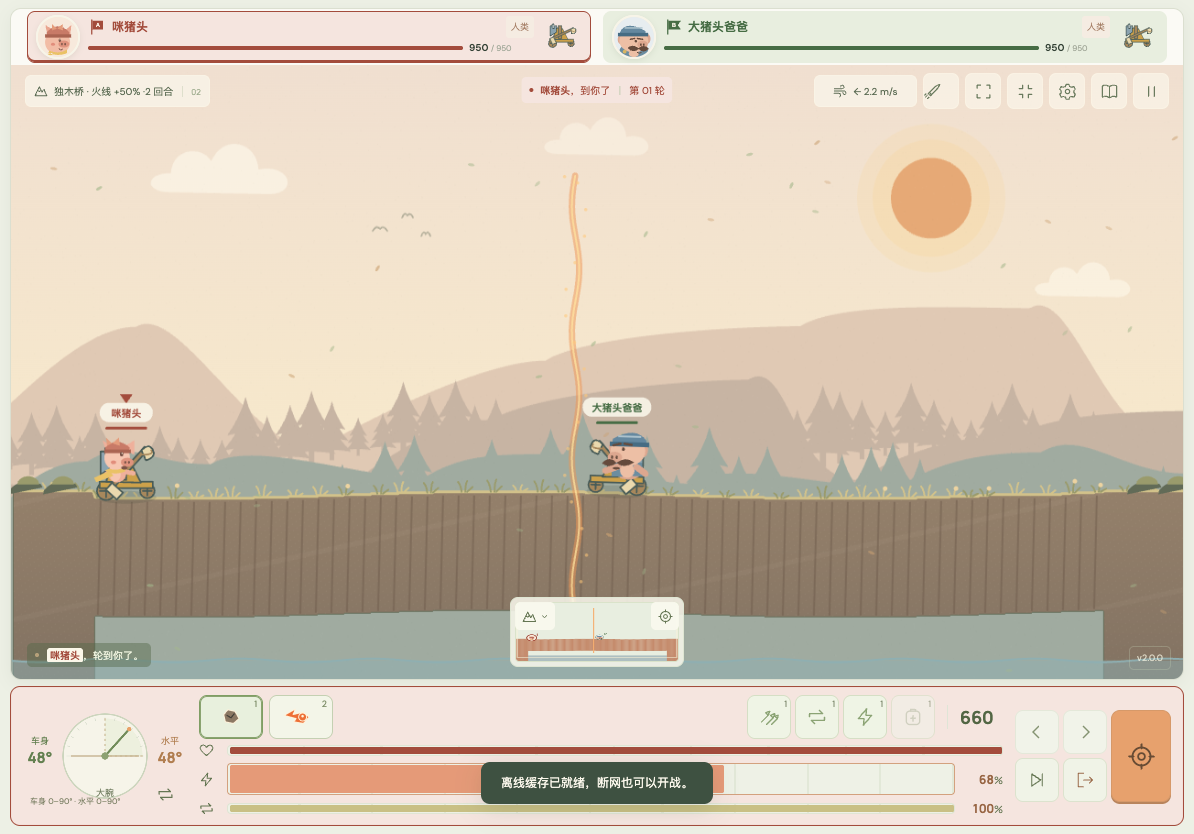 咪猪头
人类
950 / 950
大猪头爸爸
人类
950 / 950
独木桥 · 火线 +50% ·2 回合 02
咪猪头，到你了 第 01 轮
← 2.2 m/s
咪猪头
大猪头爸爸
咪猪头，轮到你了。
v2.0.0
车身
48°
水平
48°
大腕
车身 0–90° · 水平 0–90°
1
2
1
1
1
1
660
68%
100%
离线缓存已就绪，断网也可以开战。